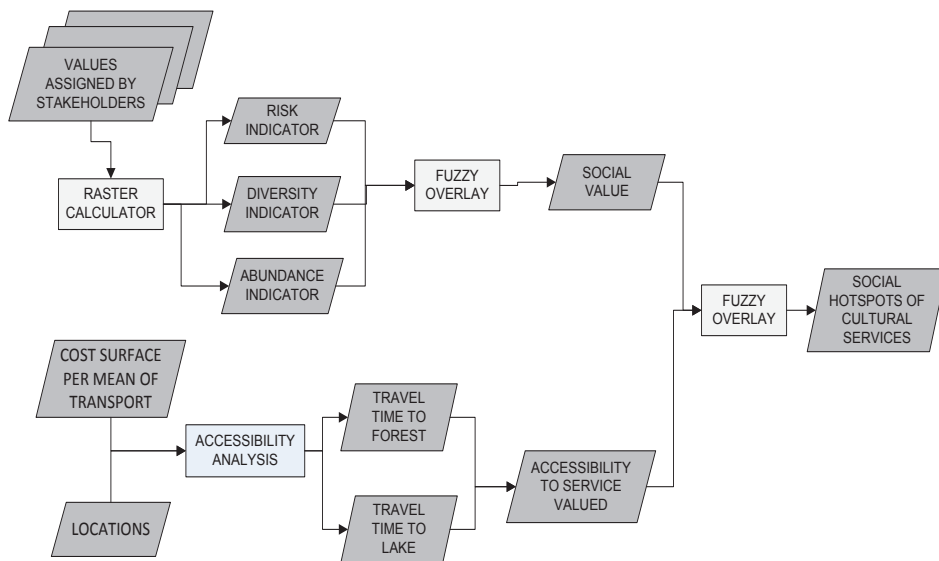 VALUES
ASSIGNED BY
STAKEHOLDERS
RISK
INDICATOR
RASTER
CALCULATOR
DIVERSITY
INDICATOR
ABUNDANCE
INDICATOR
FUZZY
OVERLAY
SOCIAL
VALUE
FUZZY
OVERLAY
SOCIAL
HOTSPOTS OF
CULTURAL
SERVICES
COST SURFACE
PER MEAN OF
TRANSPORT
LOCATIONS
ACCESSIBILITY
ANALYSIS
TRAVEL
TIME TO
FOREST
TRAVEL
TIME TO
LAKE
ACCESSIBILITY
TO SERVICE
VALUED